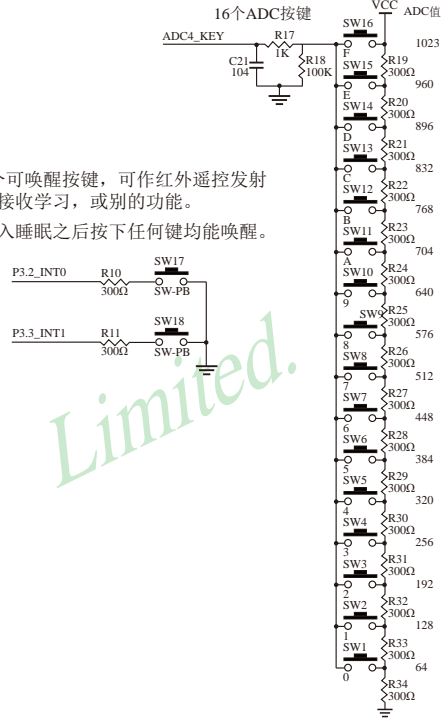 16个ADC按键
VCC
ADC值
ADC4_KEY
R17
1K
C21
104
R18
100K
SW16
F
1023
R19
300Ω
SW15
E
960
R20
300Ω
SW14
D
896
R21
300Ω
SW13
C
832
R22
300Ω
SW12
B
768
R23
300Ω
SW11
A
704
R24
300Ω
SW10
9
640
R25
300Ω
SW9
8
576
R26
300Ω
SW8
7
512
R27
300Ω
SW7
6
448
R28
300Ω
SW6
5
384
R29
300Ω
SW5
4
320
R30
300Ω
SW4
3
256
R31
300Ω
SW3
2
192
R32
300Ω
SW2
1
128
R33
300Ω
SW1
0
64
R34
300Ω
个可唤醒按键，可作红外遥控发射
接收学习，或别的功能。
入睡眠之后按下任何键均能唤醒。
P3.2_INT0
R10
300Ω
SW17
SW-PB
P3.3_INT1
R11
300Ω
SW18
SW-PB
Limited.